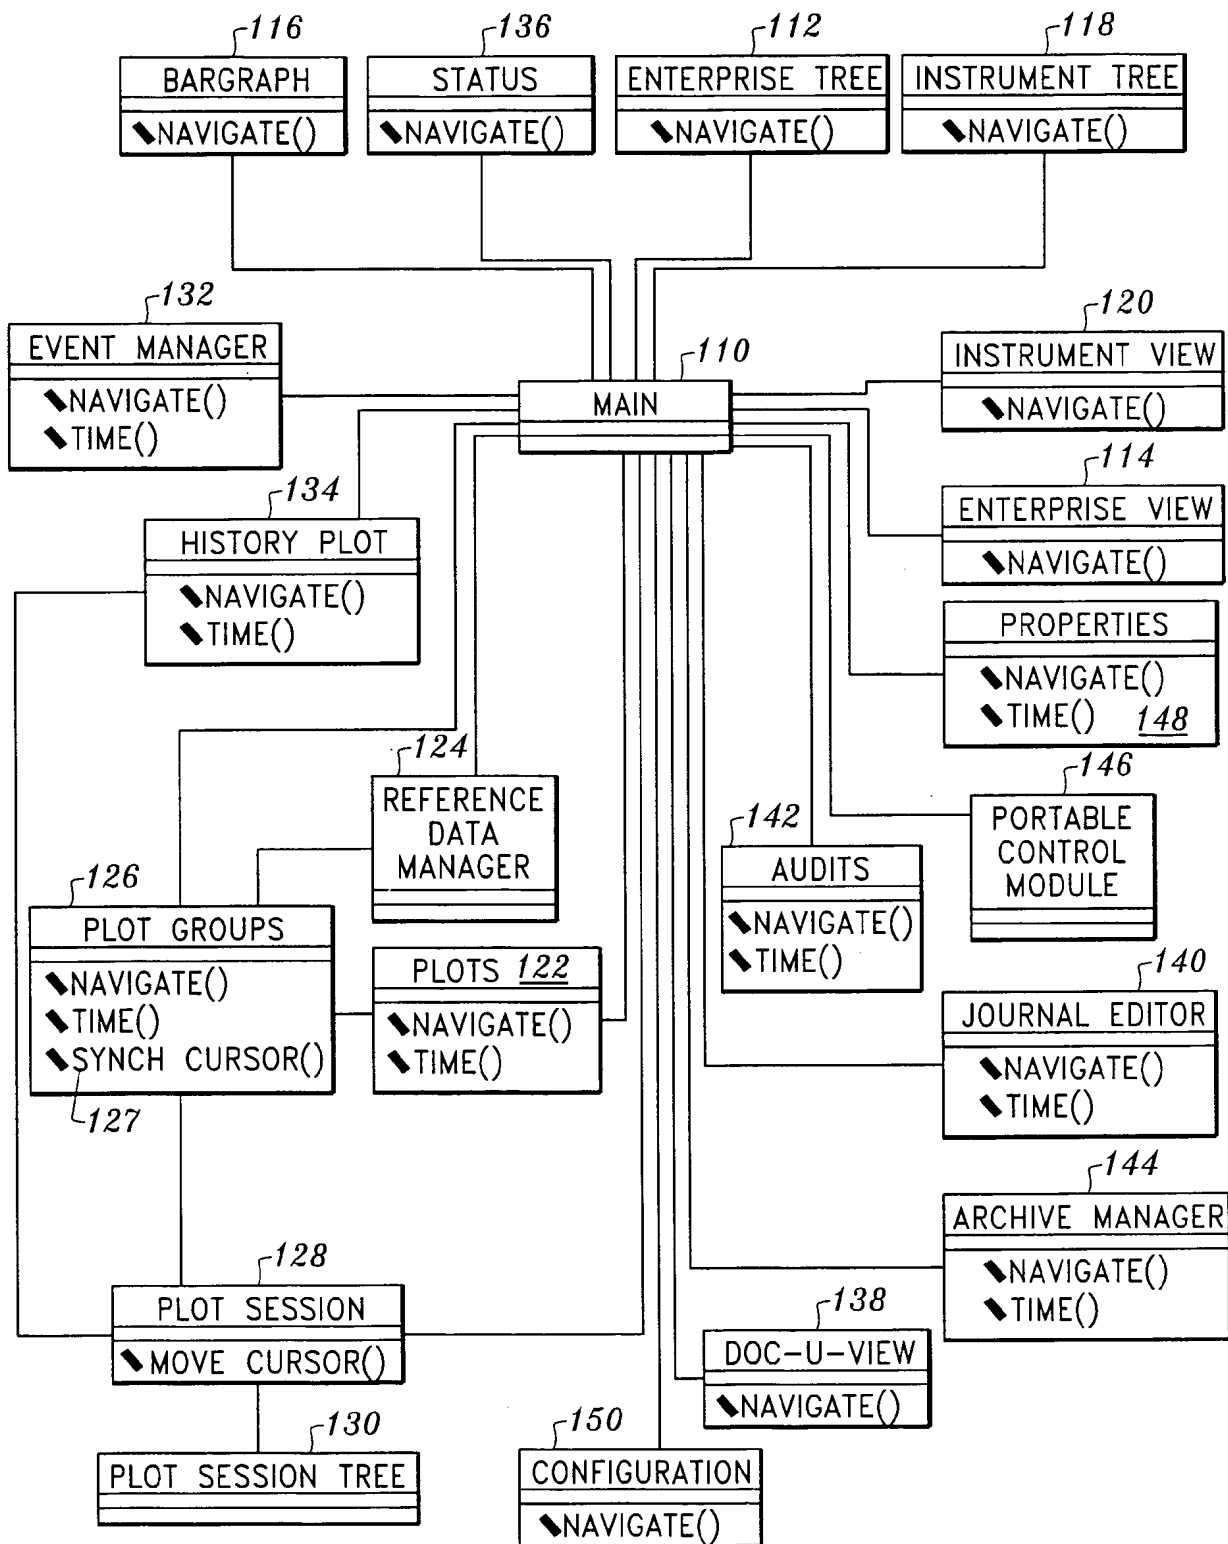 116
136
112
118
BARGRAPH
NAVIGATE()
STATUS
NAVIGATE()
ENTERPRISE TREE
NAVIGATE()
INSTRUMENT TREE
NAVIGATE()
132
EVENT MANAGER
NAVIGATE()
TIME()
110
MAIN
120
INSTRUMENT VIEW
NAVIGATE()
134
HISTORY PLOT
NAVIGATE()
TIME()
114
ENTERPRISE VIEW
NAVIGATE()
PROPERTIES
NAVIGATE()
TIME() 148
124
REFERENCE
DATA
MANAGER
142
AUDITS
NAVIGATE()
TIME()
146
PORTABLE
CONTROL
MODULE
126
PLOT GROUPS
NAVIGATE()
TIME()
SYNCH CURSOR()
127
PLOTS 122
NAVIGATE()
TIME()
140
JOURNAL EDITOR
NAVIGATE()
TIME()
144
ARCHIVE MANAGER
NAVIGATE()
TIME()
128
PLOT SESSION
MOVE CURSOR()
138
DOC-U-VIEW
NAVIGATE()
130
PLOT SESSION TREE
150
CONFIGURATION
NAVIGATE()